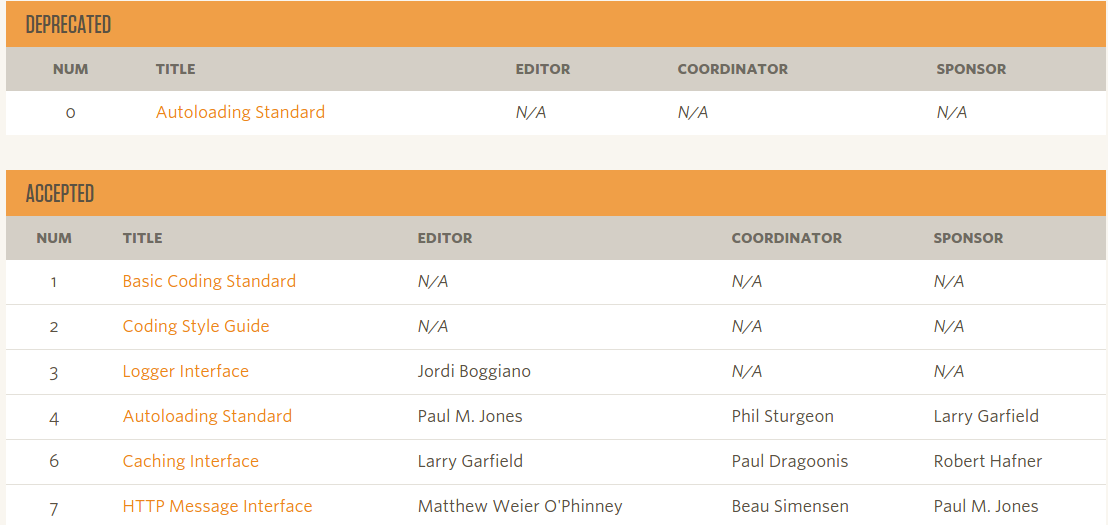 DEPRECATED
NUM TITLE EDITOR COORDINATOR SPONSOR
0 Autoloading Standard N/A N/A N/A
ACCEPTED
NUM TITLE EDITOR COORDINATOR SPONSOR
1 Basic Coding Standard N/A N/A N/A
2 Coding Style Guide N/A N/A N/A
3 Logger Interface Jordi Boggiano N/A N/A
4 Autoloading Standard Paul M. Jones Phil Sturgeon Larry Garfield
6 Caching Interface Larry Garfield Paul Dragoonis Robert Hafner
7 HTTP Message Interface Matthew Weier O'Phinney Beau Simensen Paul M. Jones